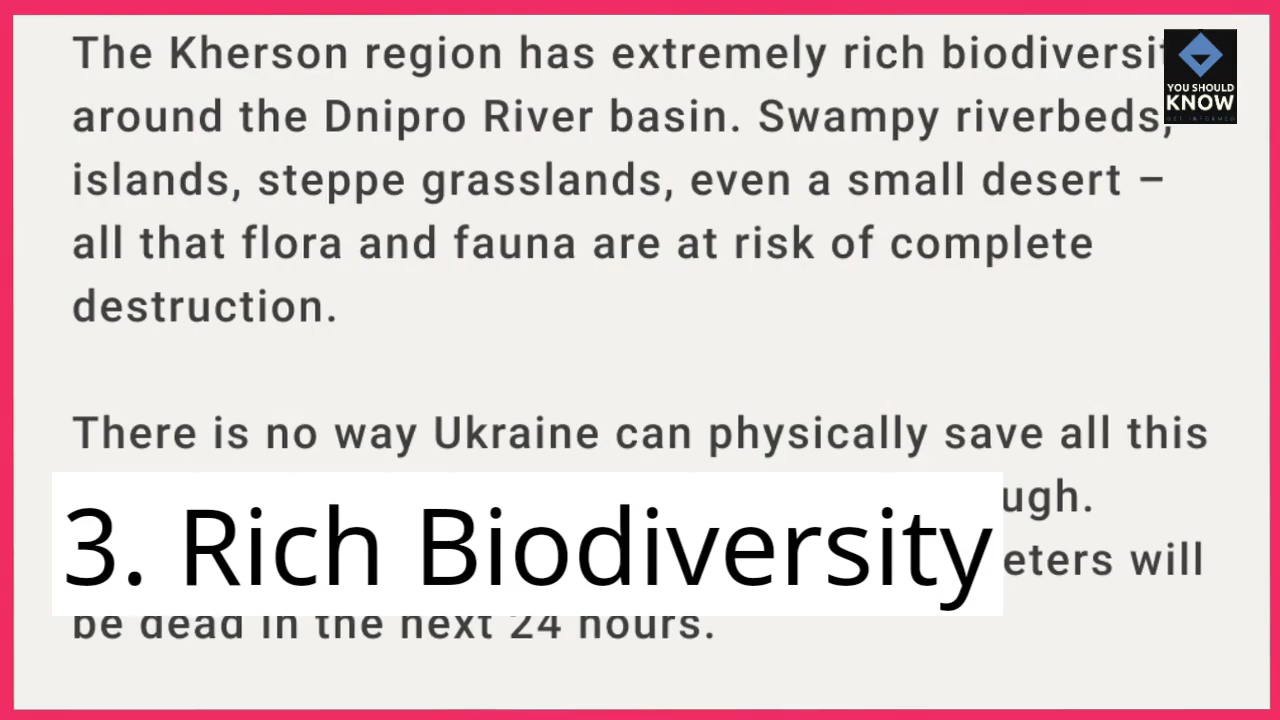 The Kherson region has extremely rich biodiversit
around the Dnipro River basin. Swampy riverbeds,
islands, steppe grasslands, even a small desert –
all that flora and fauna are at risk of complete
destruction.
There is no way Ukraine can physically save all this
ugh.
3. Rich Biodiversity
eters will
be dead in the next 24 hours.
YOU SHOULD
KNOW
GET INFORMED